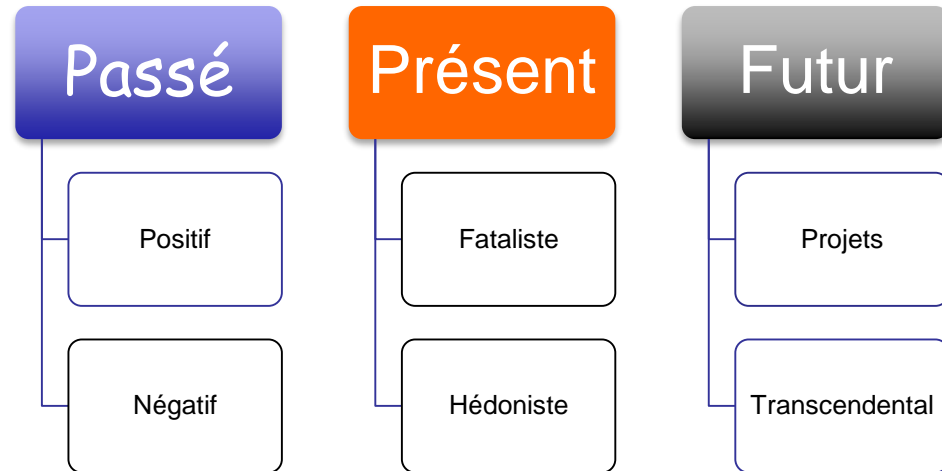 Passé
Positif
Négatif
Présent
Fataliste
Hédoniste
Futur
Projets
Transcendental